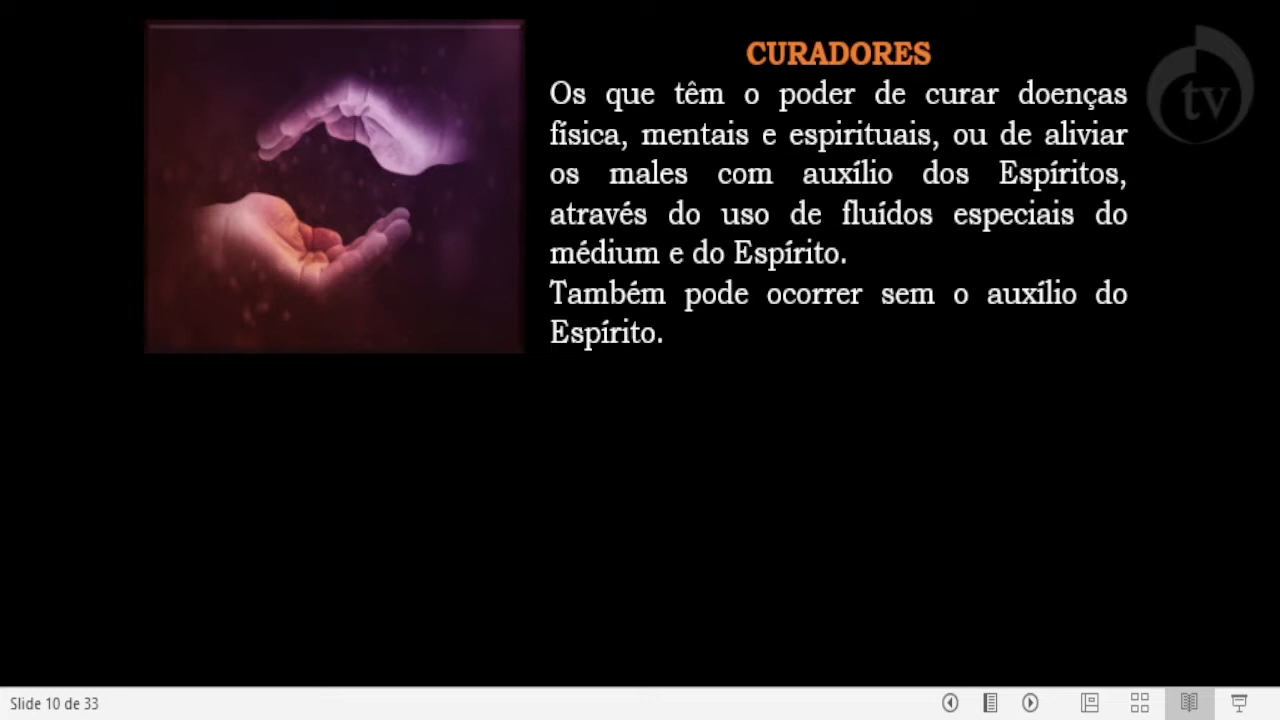 CURADORES
Os que têm o poder de curar doenças
física, mentais e espirituais, ou de aliviar
os males com auxílio dos Espíritos,
através do uso de fluídos especiais do
médium e do Espírito.
Também pode ocorrer sem o auxílio do
Espírito.
tv
Slide 10 de 33